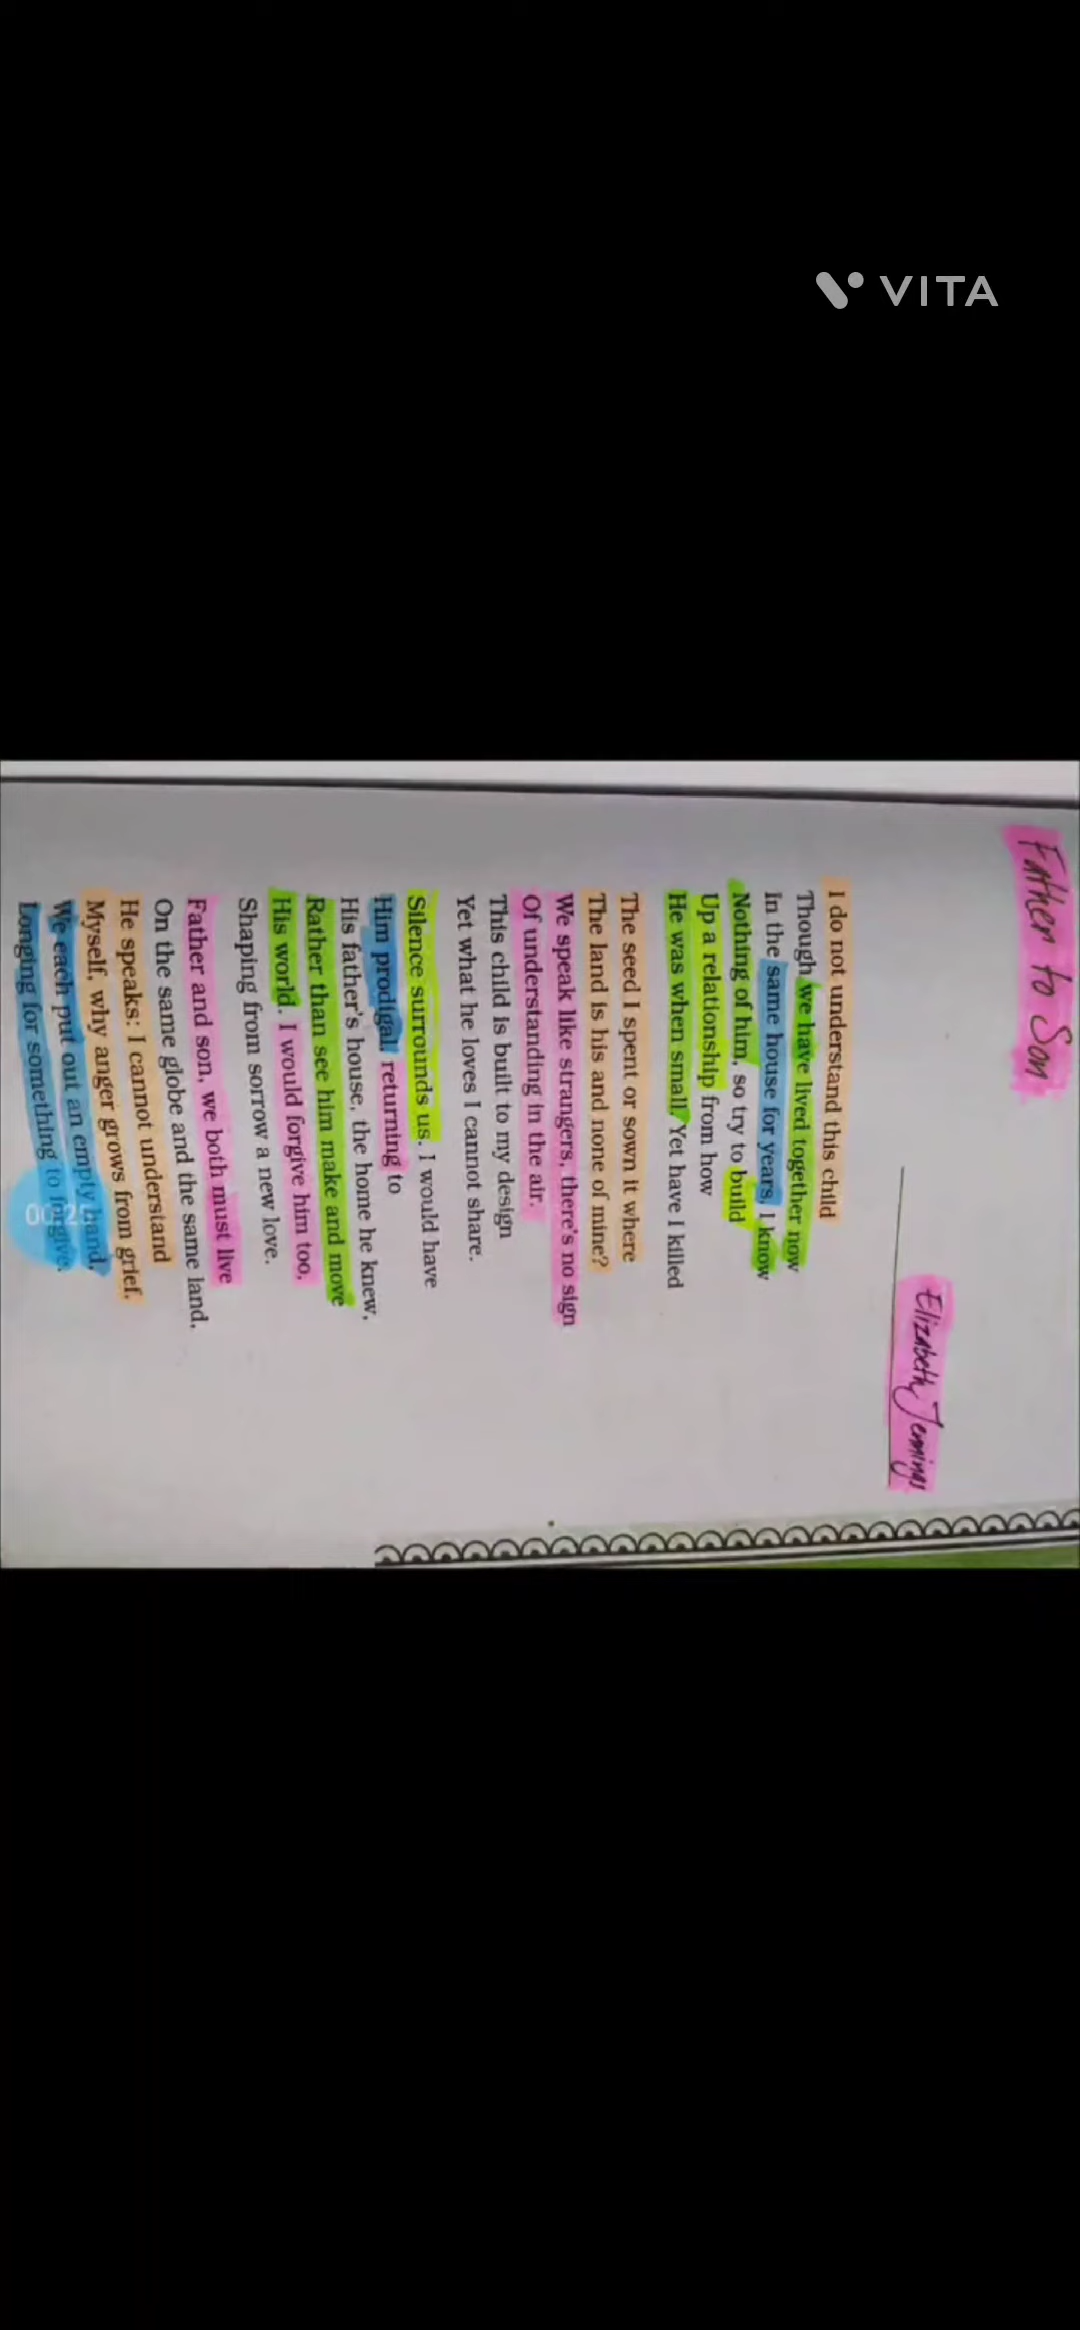 VITA
Father to Son
Elizabeth Jennings
I do not understand this child
Though we have lived together now
In the same house for years. I know
Nothing of him, so try to build
Up a relationship from how
He was when small. Yet have I killed
The seed I spent or sown it where
The land is his and none of mine?
We speak like strangers, there's no sign
Of understanding in the air.
This child is built to my design
Yet what he loves I cannot share.
Silence surrounds us. I would have
Him prodigal, returning to
His father's house, the home he knew,
Rather than see him make and move
His world. I would forgive him too,
Shaping from sorrow a new love.
Father and son, we both must live
On the same globe and the same land,
He speaks: I cannot understand
Myself, why anger grows from grief.
We each put out an empty hand,
Longing for something to forgive.